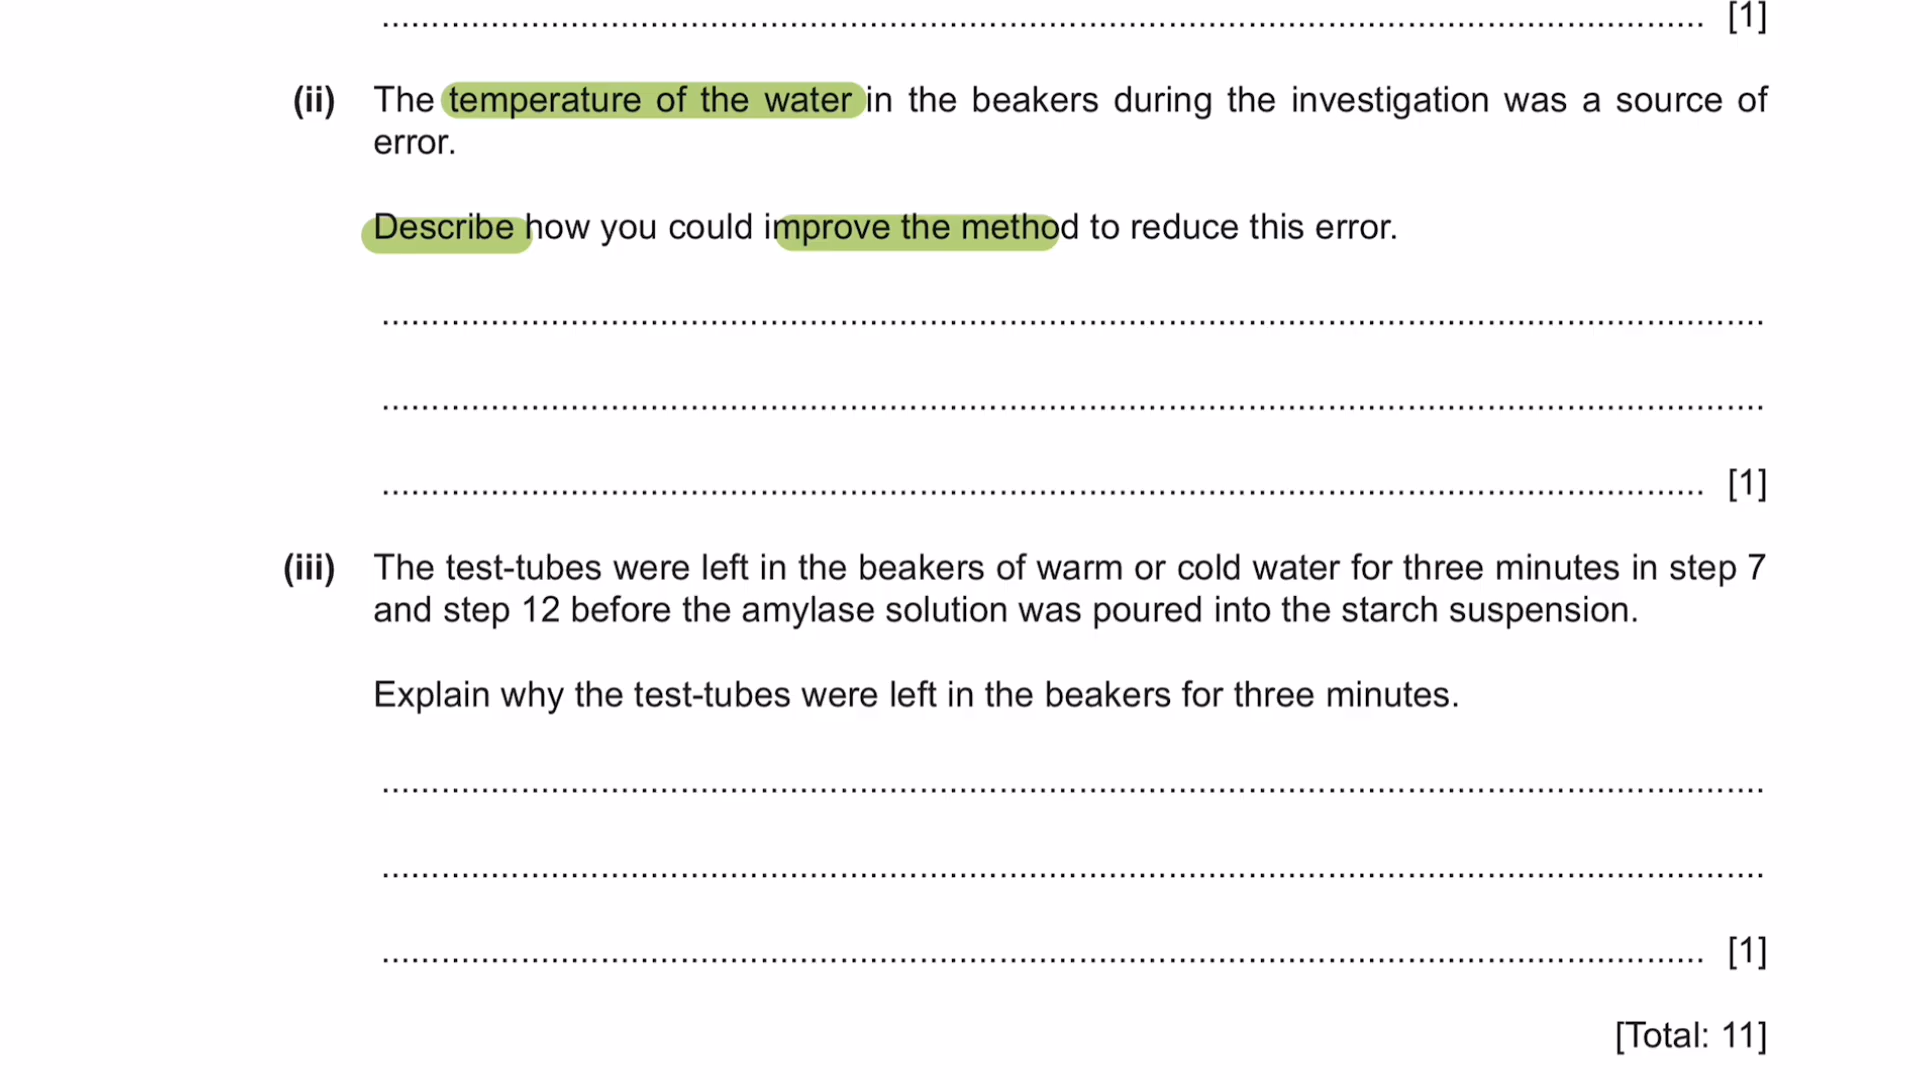 [1]
(ii) The temperature of the water in the beakers during the investigation was a source of
error.
Describe how you could improve the method to reduce this error.
[1]
(iii) The test-tubes were left in the beakers of warm or cold water for three minutes in step 7
and step 12 before the amylase solution was poured into the starch suspension.
Explain why the test-tubes were left in the beakers for three minutes.
[1]
[Total: 11]